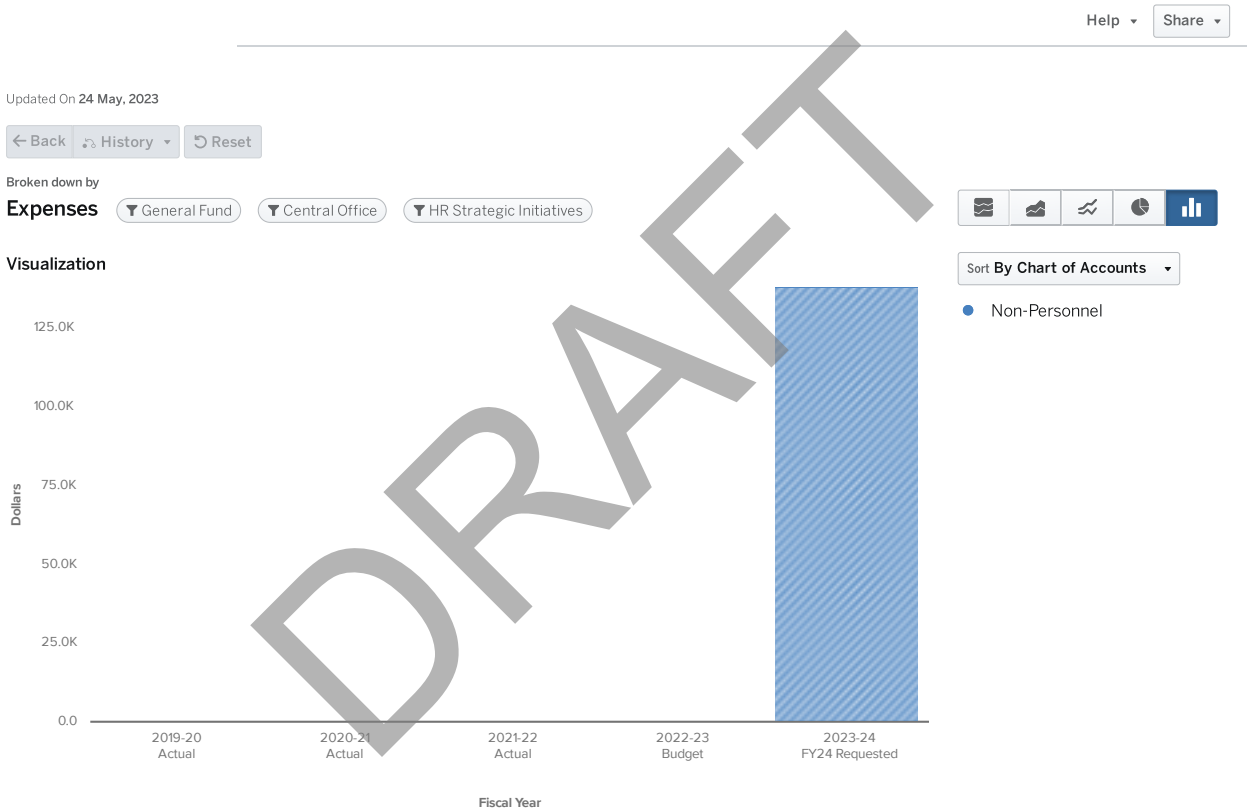 Help
Share
Updated On 24 May, 2023
Back
History
Reset
Broken down by
Expenses
General Fund
Central Office
HR Strategic Initiatives
Visualization
Sort By Chart of Accounts
Non-Personnel
125.0K
100.0K
75.0K
50.0K
25.0K
0.0
Dollars
2019-20
Actual
2020-21
Actual
2021-22
Actual
2022-23
Budget
2023-24
FY24 Requested
Fiscal Year
DRAFT